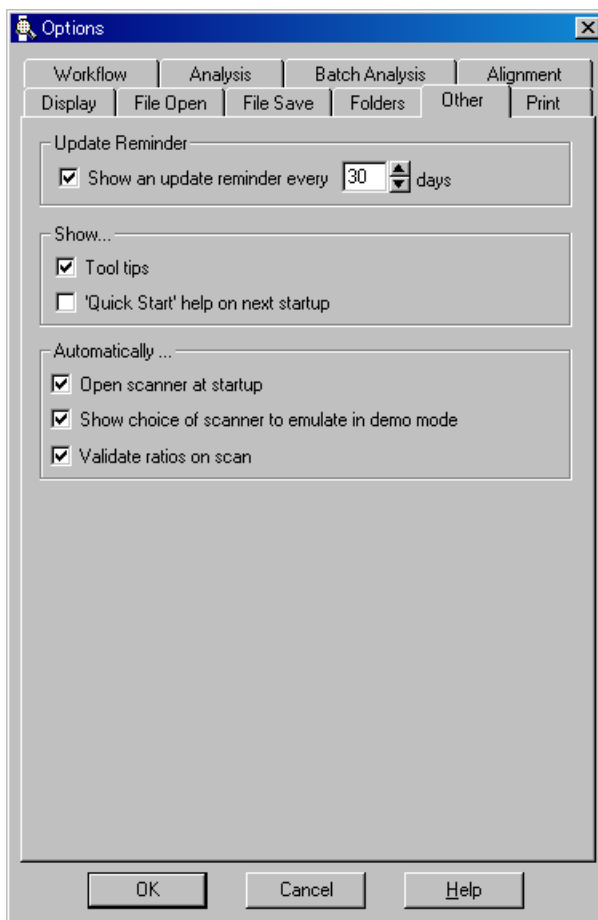 Options
Workflow Analysis Batch Analysis Alignment
Display File Open File Save Folders Other Print
Update Reminder
Show an update reminder every 30 days
Show...
Tool tips
'Quick Start' help on next startup
Automatically ...
Open scanner at startup
Show choice of scanner to emulate in demo mode
Validate ratios on scan
OK Cancel Help